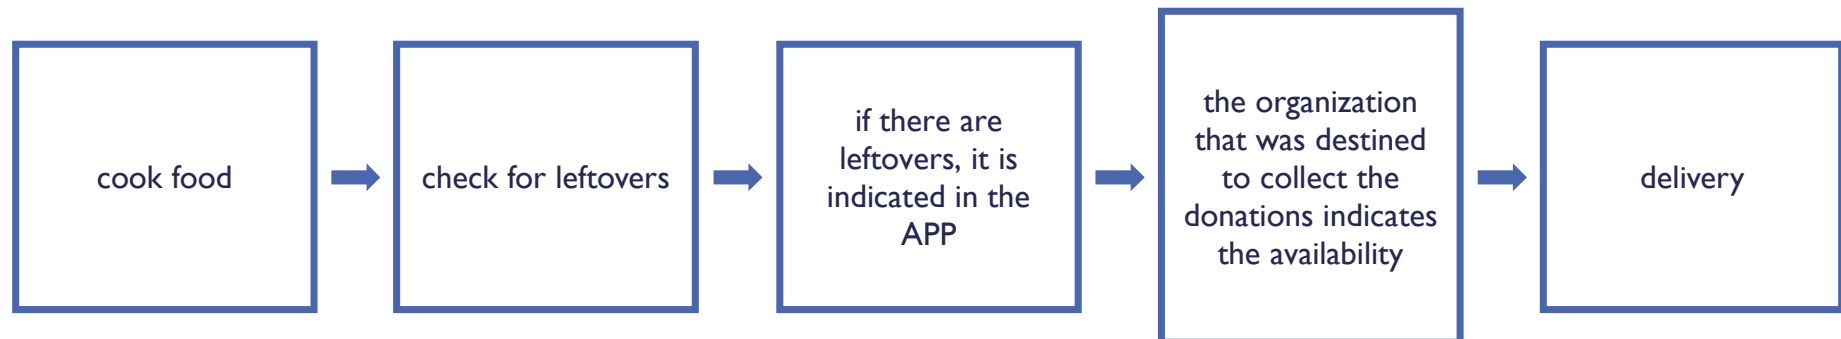 cook food
check for leftovers
if there are
leftovers, it is
indicated in the
APP
the organization
that was destined
to collect the
donations indicates
the availability
delivery